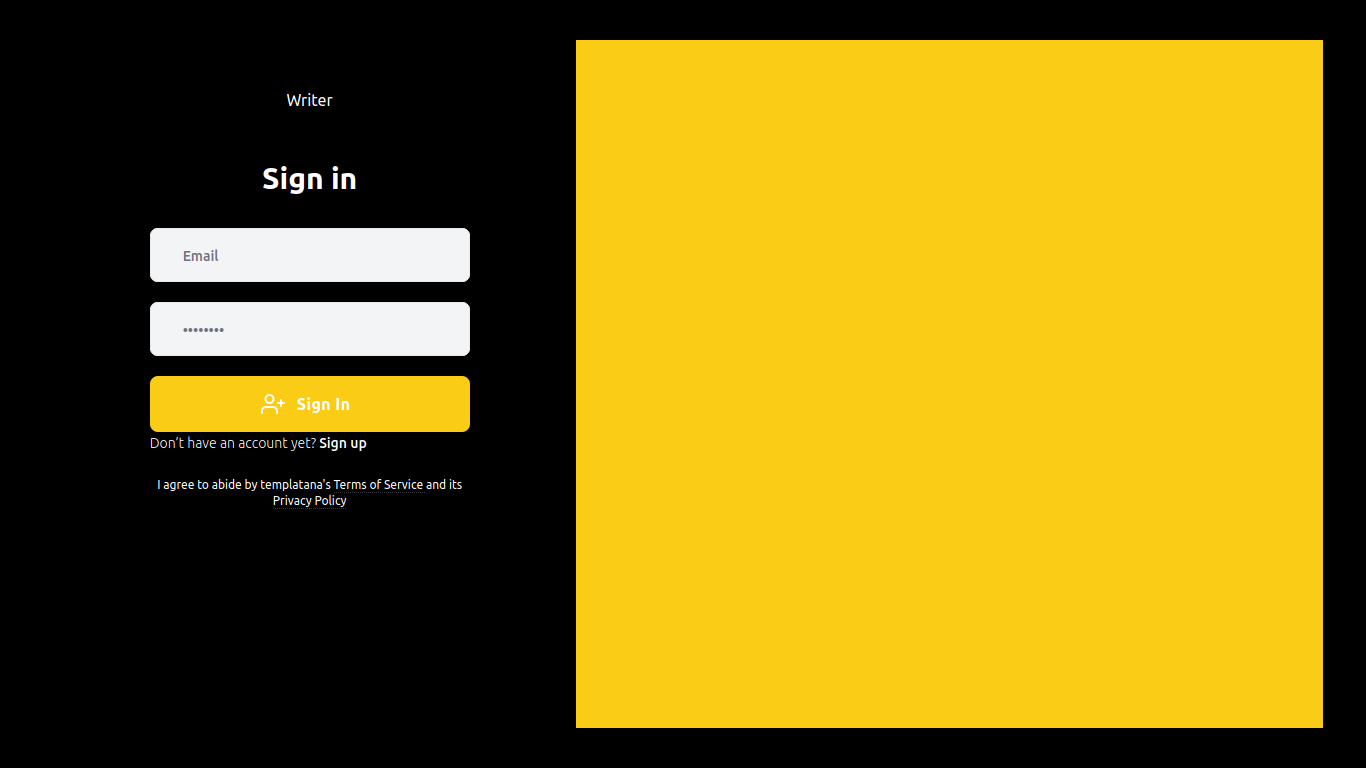 Writer
Sign in
Email
••••••••
Sign In
Don’t have an account yet? Sign up
I agree to abide by templatana's Terms of Service and its
Privacy Policy